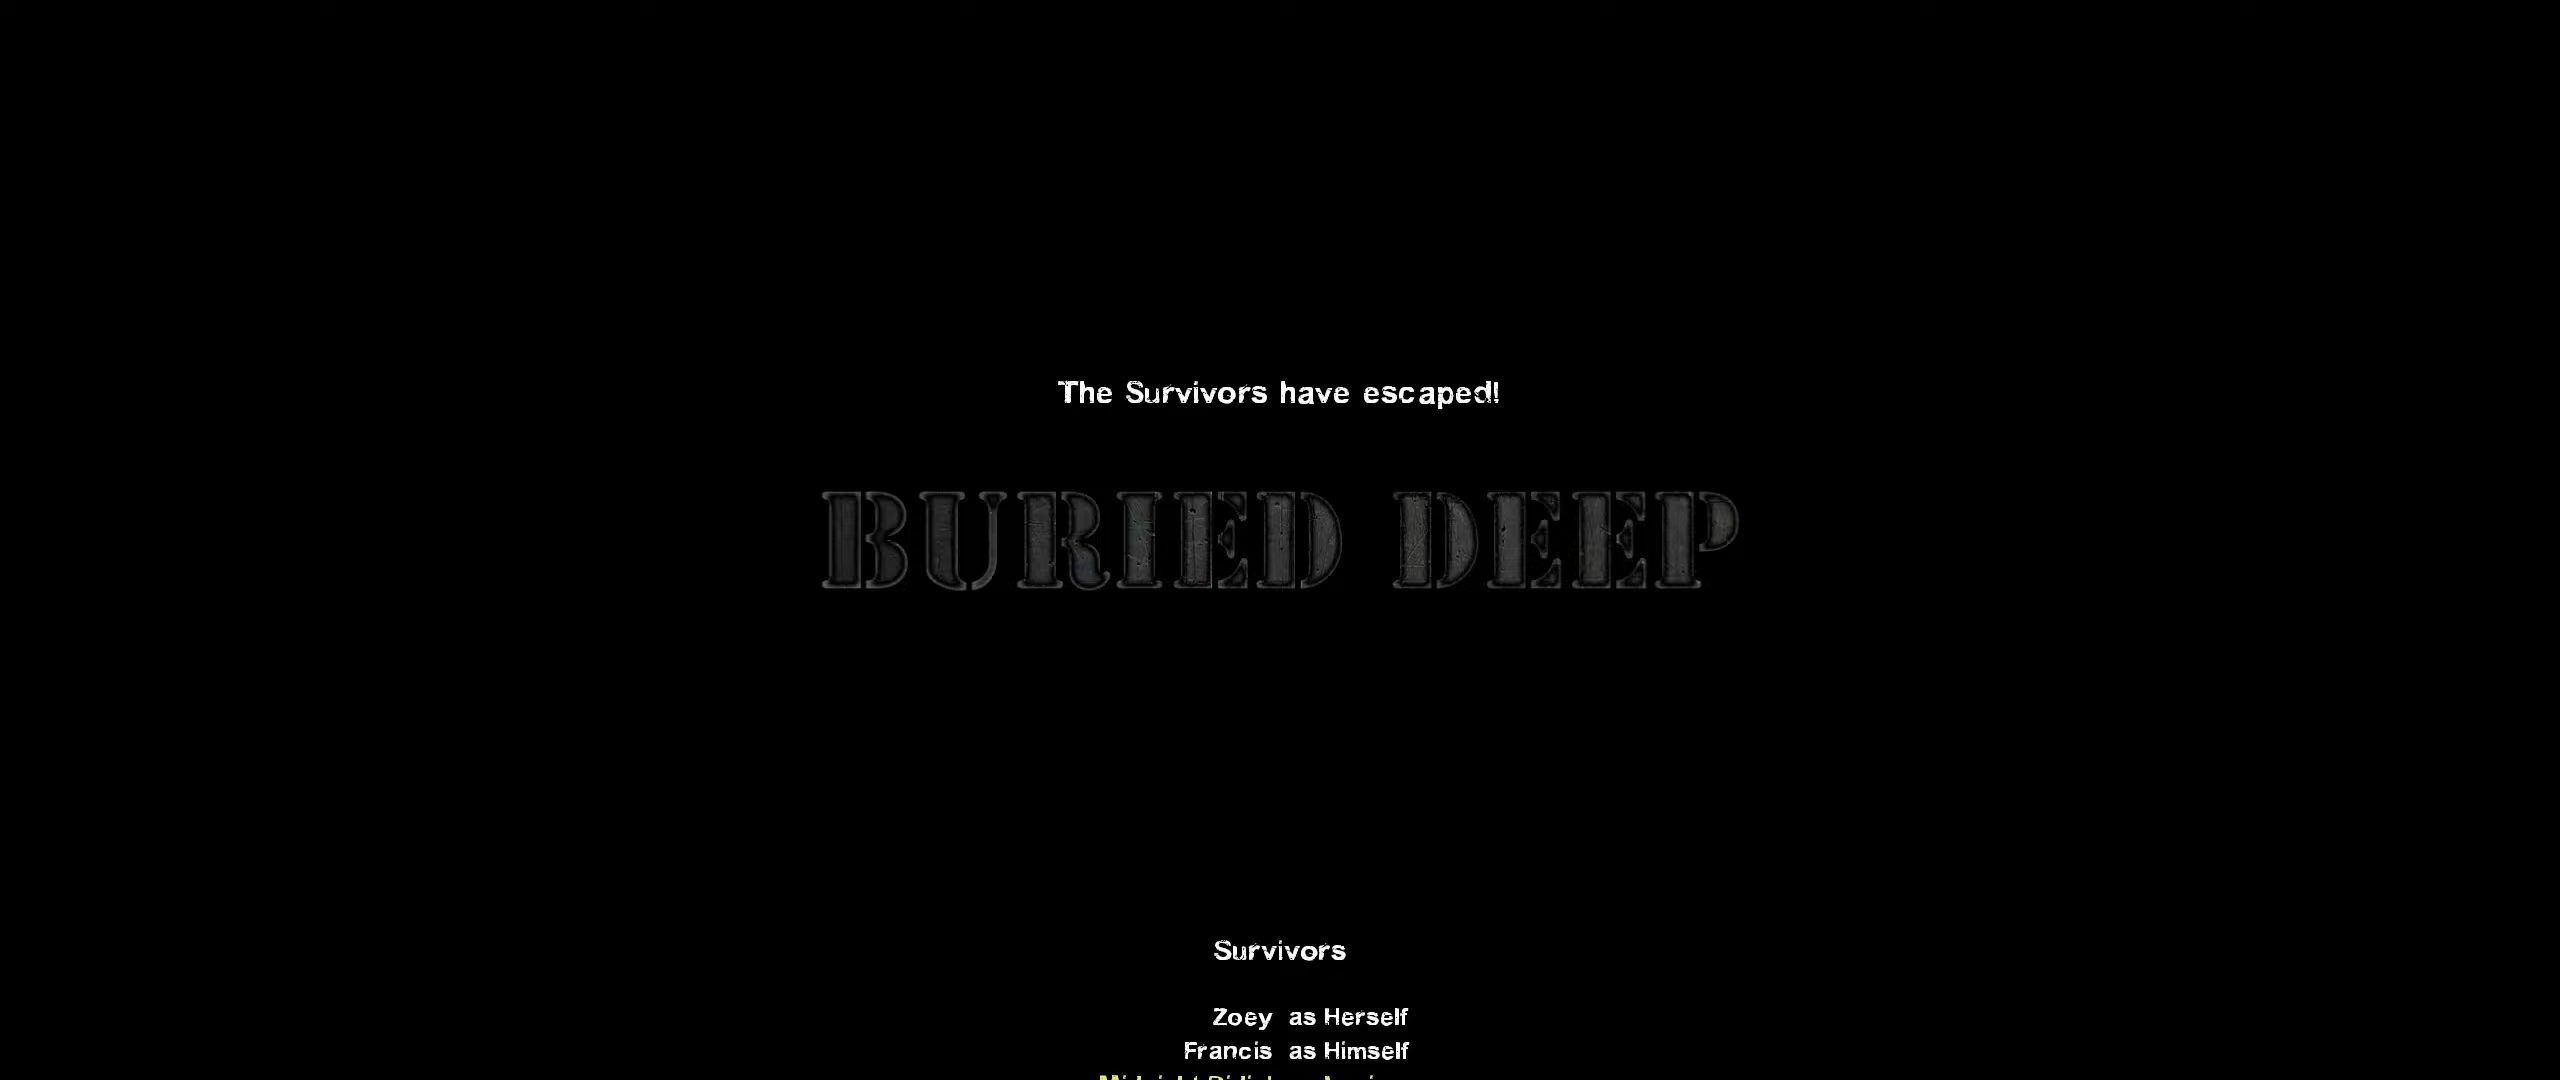 The Survivors have escaped!
BURIED DEEP
Survivors
Zoey as Herself
Francis as Himself